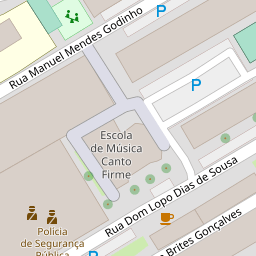 Rua Manuel Mendes Godinho
P
P
Escola
de Música
Canto
Firme
Rua Dom Lopo Dias de Sousa
Polícia
de Segurança
Pública
Brites Gonçalves